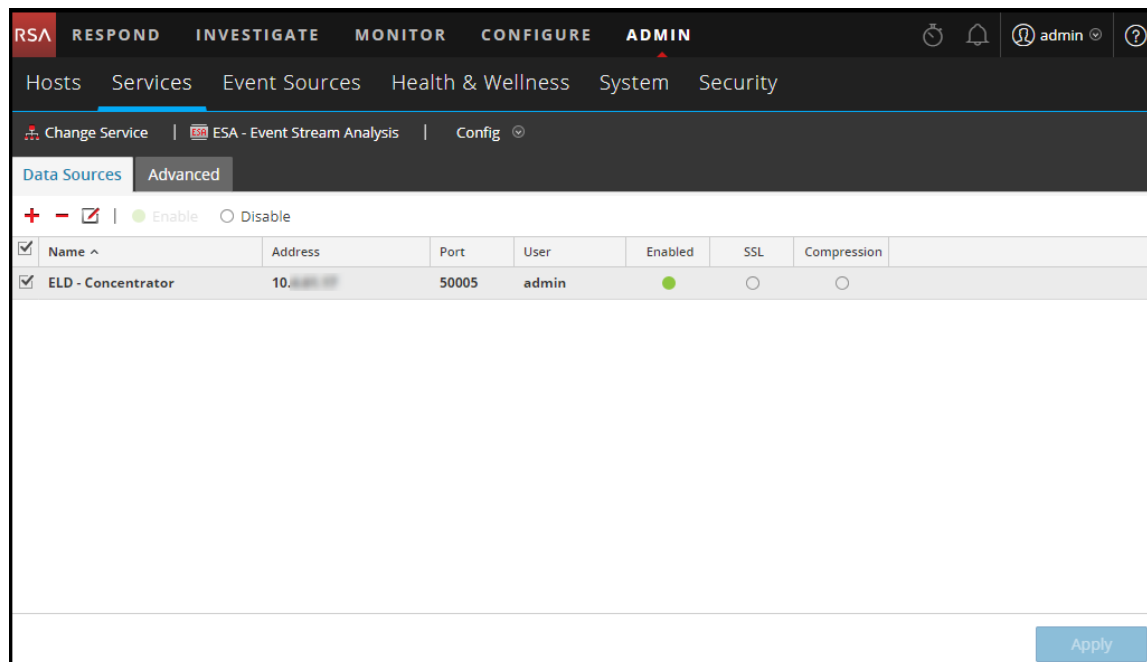 RSA RESPOND INVESTIGATE MONITOR CONFIGURE ADMIN admin ?
Hosts Services Event Sources Health & Wellness System Security
Change Service | ESA ESA - Event Stream Analysis | Config
Data Sources Advanced
Enable Disable
Name Address Port User Enabled SSL Compression
ELD - Concentrator 10. 50005 admin
Apply